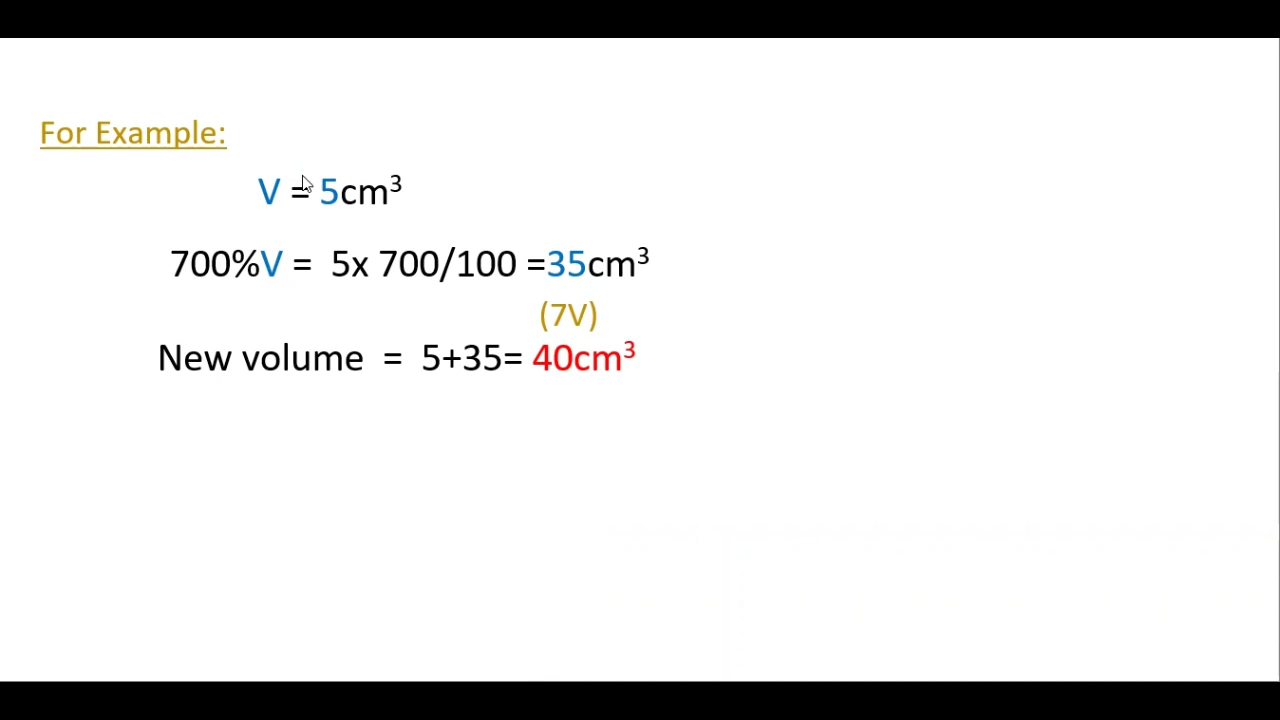 For Example:
V = 5cm³
700%V = 5x 700/100 =35cm³
(7V)
New volume = 5+35= 40cm³